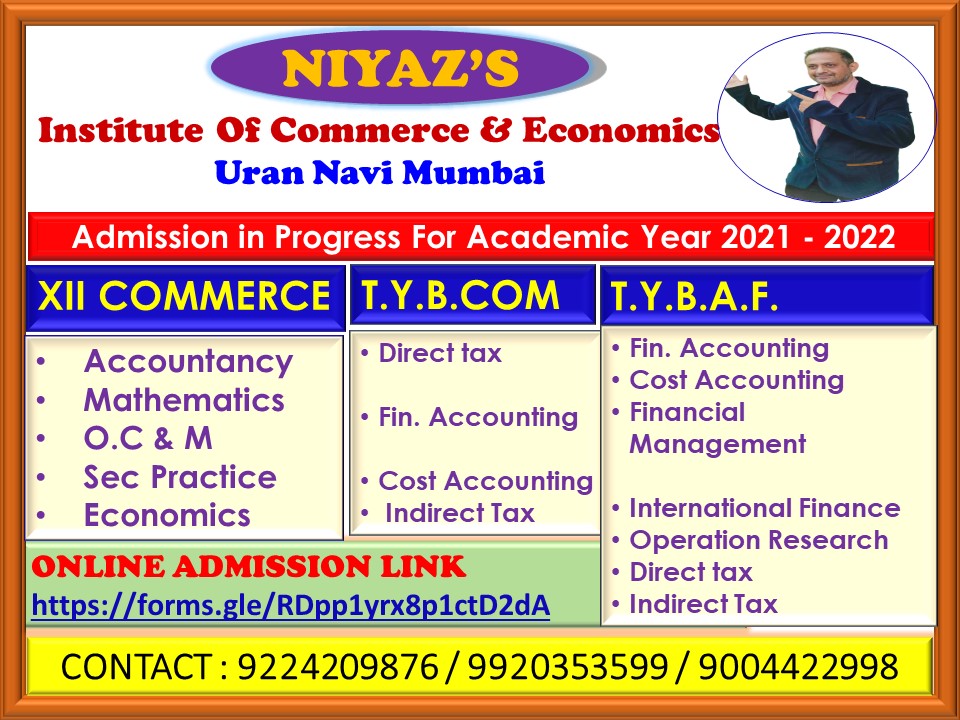 NIYAZ'S
Institute Of Commerce & Economics
Uran Navi Mumbai
Admission in Progress For Academic Year 2021 - 2022
XII COMMERCE
• Accountancy
• Mathematics
• O.C & M
• Sec Practice
• Economics
T.Y.B.COM
• Direct tax
• Fin. Accounting
• Cost Accounting
• Indirect Tax
T.Y.B.A.F.
• Fin. Accounting
• Cost Accounting
• Financial
Management
• International Finance
• Operation Research
• Direct tax
• Indirect Tax
ONLINE ADMISSION LINK
https://forms.gle/RDpp1yrx8p1ctD2dA
CONTACT : 9224209876 / 9920353599 / 9004422998